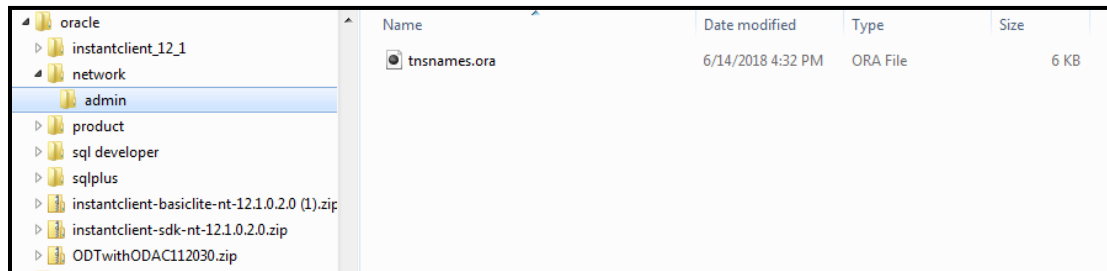 oracle
instantclient_12_1
network
admin
product
sql developer
sqlplus
instantclient-basiclite-nt-12.1.0.2.0 (1).zip
instantclient-sdk-nt-12.1.0.2.0.zip
ODTwithODAC112030.zip
Name Date modified Type Size
tnsnames.ora 6/14/2018 4:32 PM ORA File 6 KB